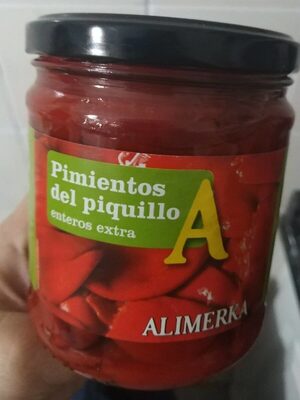 Pimientos
del piquillo
enteros extra
A
ALIMERKA